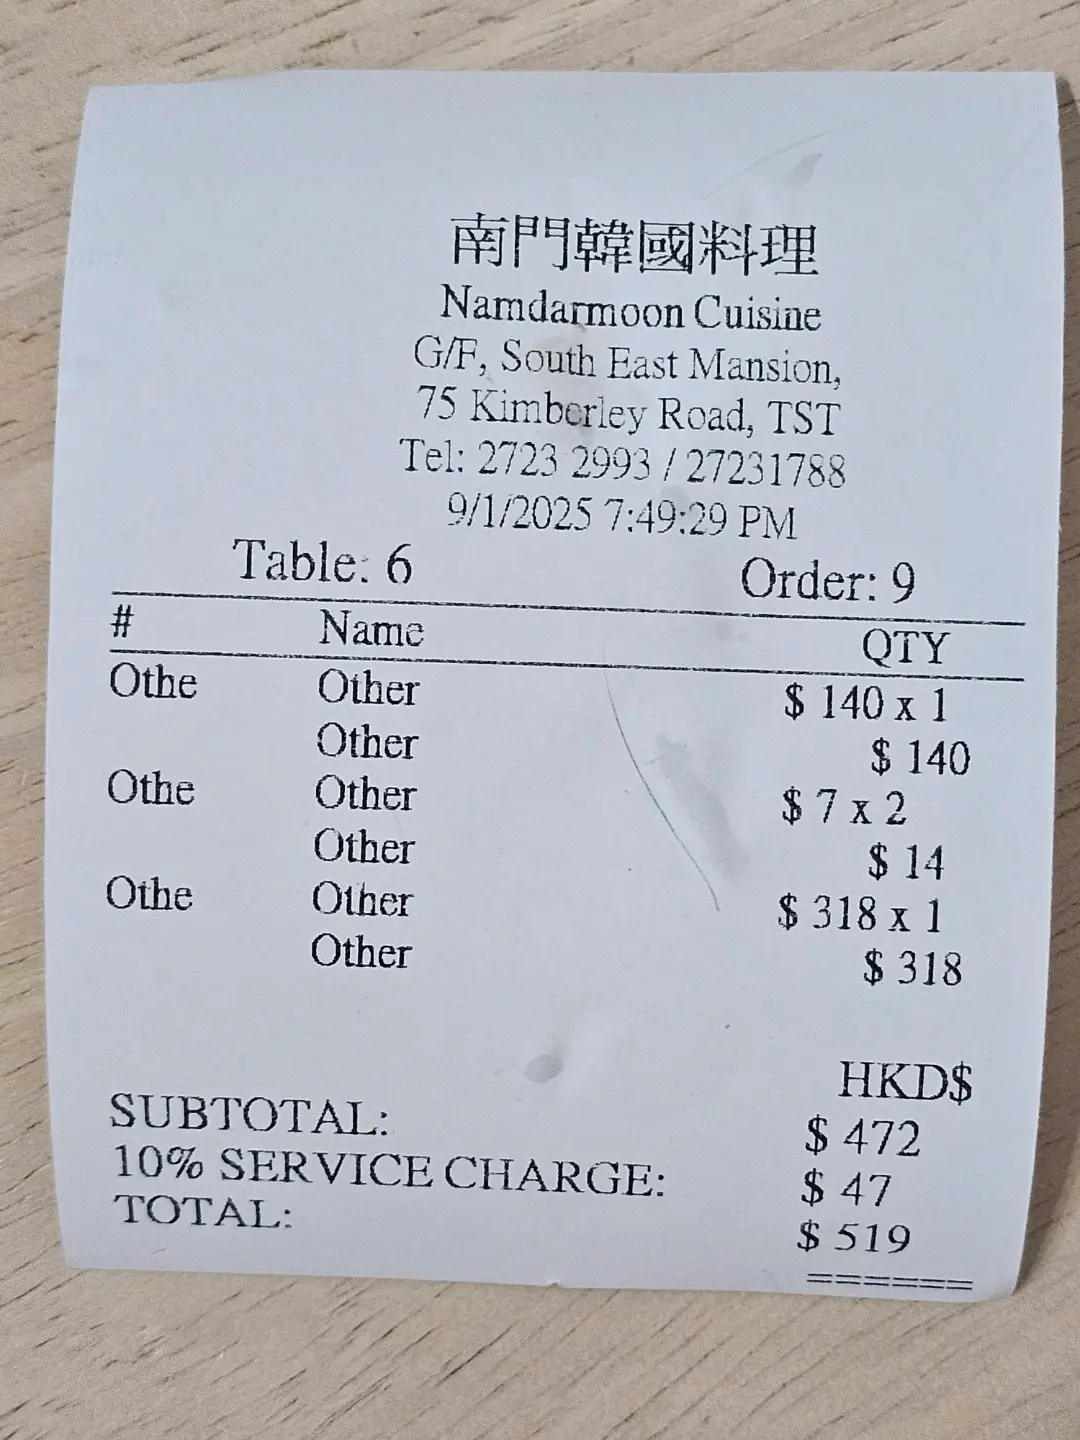 南門韓國料理
Namdarmoon Cuisine
G/F, South East Mansion,
75 Kimberley Road, TST
Tel: 2723 2993 / 27231788
9/1/2025 7:49:29 PM
Table: 6 Order: 9
# Name QTY
Othe Other $ 140 x 1
Other $ 140
Othe Other $ 7 x 2
Other $ 14
Othe Other $ 318 x 1
Other $ 318
HKD$
SUBTOTAL: $ 472
10% SERVICE CHARGE: $ 47
TOTAL: $ 519
======